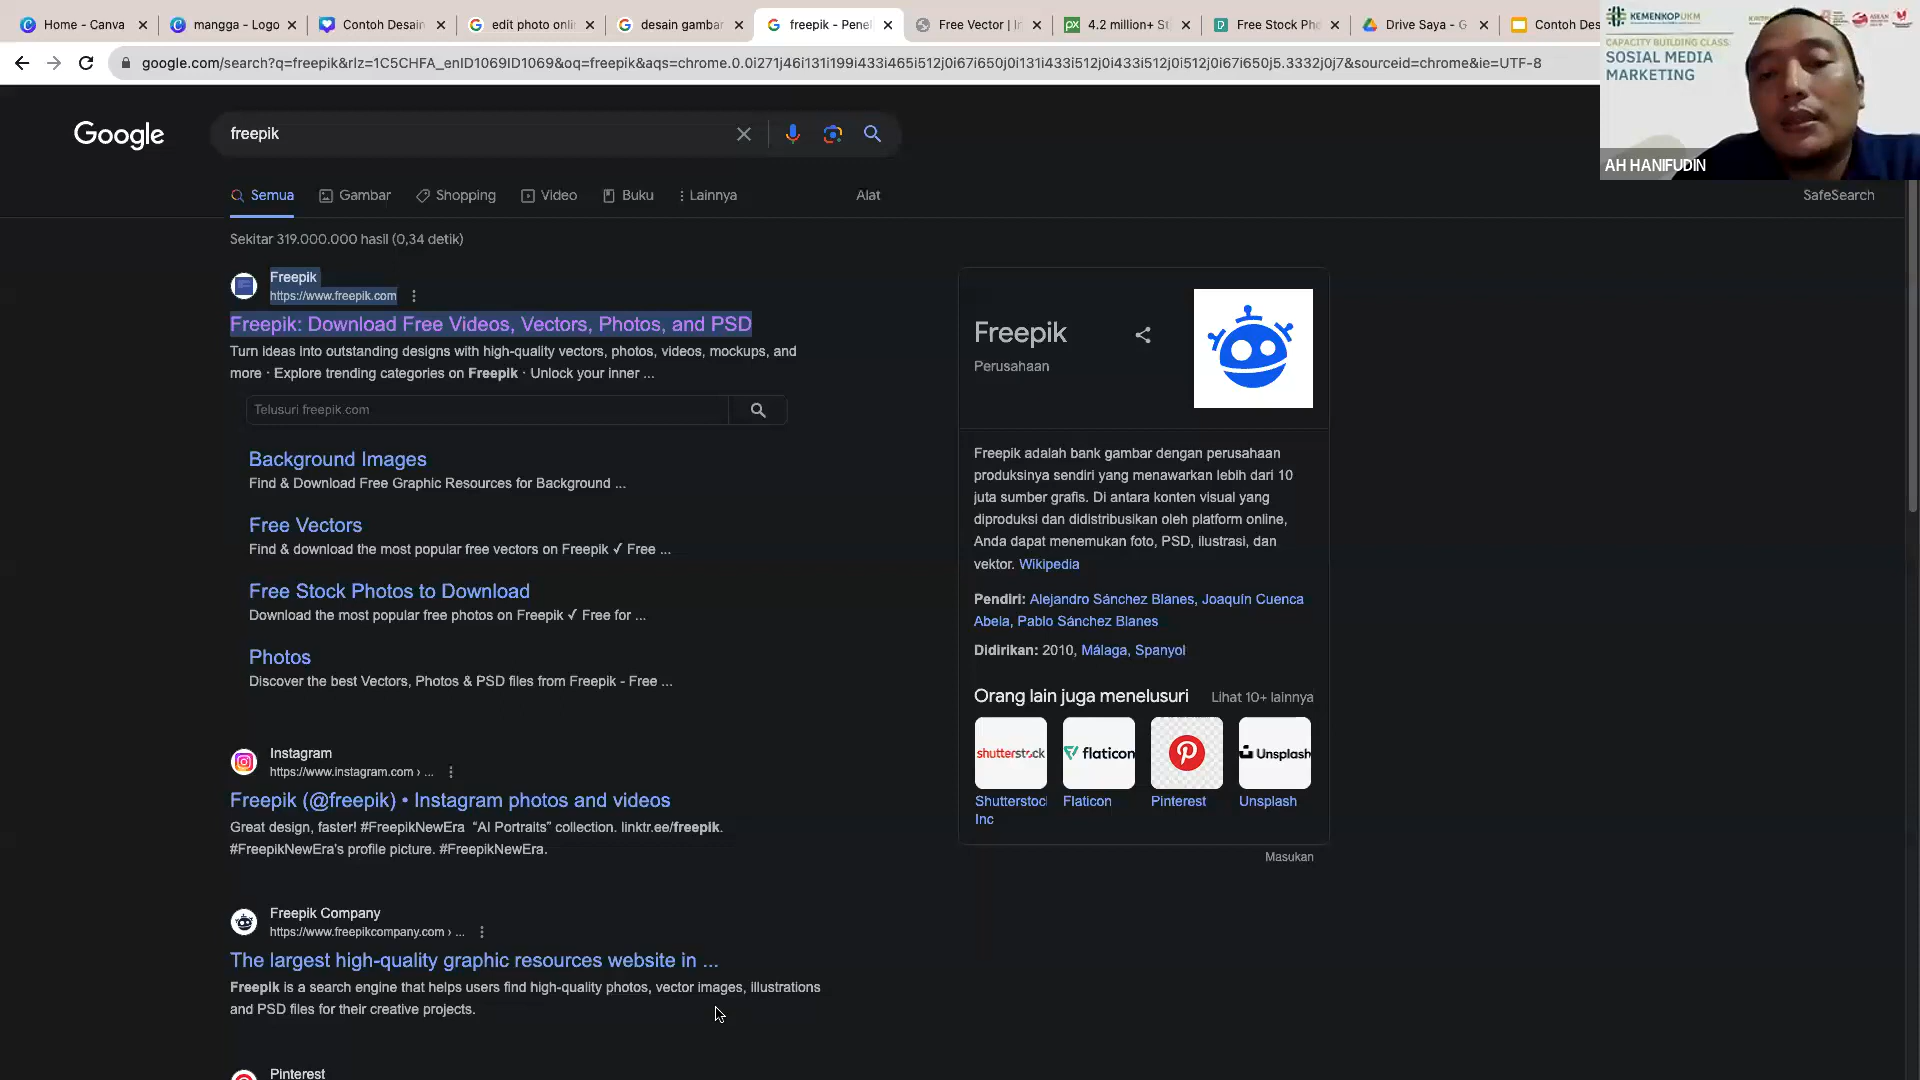 Home - Canva
mangga - Logo
Contoh Desain
edit photo onli
desain gambar
freepik - Penel
Free Vector | Ir
4.2 million+ St
Free Stock Pho
Drive Saya - G
Contoh Des
google.com/search?q=freepik&rlz=1C5CHFA_enID1069ID1069&oq=freepik&aqs=chrome.0.0i271j46i131i199i433i465i512j0i67i650j0i131i433i512j0i433i512j0i512j0i67i650j5.3332j0j7&sourceid=chrome&ie=UTF-8
KEMENKOPUKM
CAPACITY BUILDING CLASS:
SOSIAL MEDIA
MARKETING
AH HANIFUDIN
Google
freepik
Semua
Gambar
Shopping
Video
Buku
Lainnya
Alat
SafeSearch
Sekitar 319.000.000 hasil (0,34 detik)
Freepik
https://www.freepik.com
Freepik: Download Free Videos, Vectors, Photos, and PSD
Turn ideas into outstanding designs with high-quality vectors, photos, videos, mockups, and
more · Explore trending categories on Freepik · Unlock your inner ...
Telusuri freepik.com
Background Images
Find & Download Free Graphic Resources for Background ...
Free Vectors
Find & download the most popular free vectors on Freepik ✓ Free ...
Free Stock Photos to Download
Download the most popular free photos on Freepik ✓ Free for ...
Photos
Discover the best Vectors, Photos & PSD files from Freepik - Free ...
Instagram
https://www.instagram.com › ...
Freepik (@freepik) • Instagram photos and videos
Great design, faster! #FreepikNewEra “AI Portraits” collection. linktr.ee/freepik.
#FreepikNewEra's profile picture. #FreepikNewEra.
Freepik Company
https://www.freepikcompany.com › ...
The largest high-quality graphic resources website in ...
Freepik is a search engine that helps users find high-quality photos, vector images, illustrations
and PSD files for their creative projects.
Pinterest
Freepik
Perusahaan
Freepik adalah bank gambar dengan perusahaan
produksinya sendiri yang menawarkan lebih dari 10
juta sumber grafis. Di antara konten visual yang
diproduksi dan didistribusikan oleh platform online,
Anda dapat menemukan foto, PSD, ilustrasi, dan
vektor. Wikipedia
Pendiri: Alejandro Sánchez Blanes, Joaquín Cuenca
Abela, Pablo Sánchez Blanes
Didirikan: 2010, Málaga, Spanyol
Orang lain juga menelusuri
Lihat 10+ lainnya
shutterstock
flaticon
Unsplash
Shutterstoc
Inc
Flaticon
Pinterest
Unsplash
Masukan